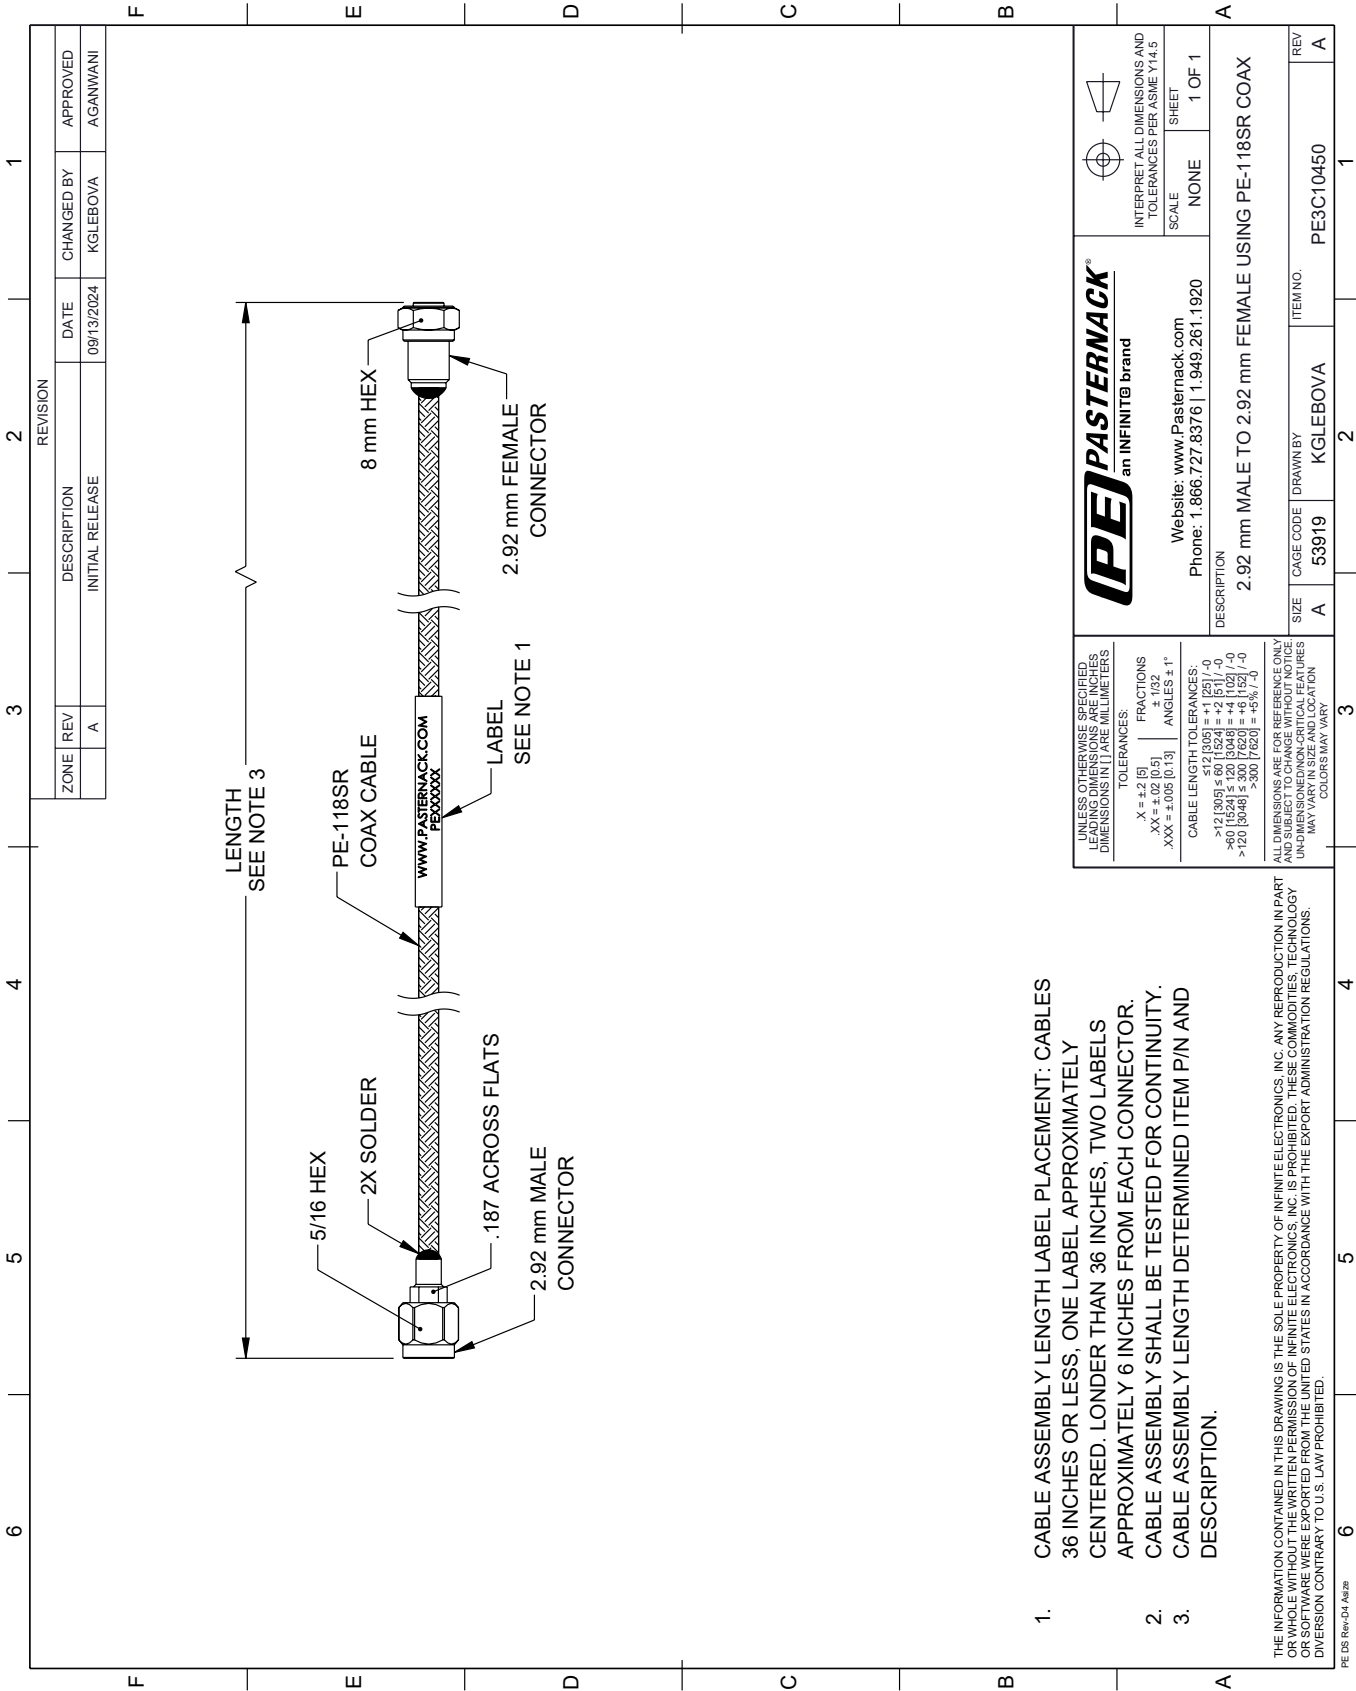 6
5
4
3
2
1
F
E
D
C
B
A
REVISION
ZONE REV DESCRIPTION DATE CHANGED BY APPROVED
A INITIAL RELEASE 09/13/2024 KGLEBOVA AGANWANI
LENGTH
SEE NOTE 3
5/16 HEX
2X SOLDER
PE-118SR
COAX CABLE
8 mm HEX
WWW.PASTERNACK.COM
PEXXXXXX
.187 ACROSS FLATS
2.92 mm MALE
CONNECTOR
LABEL
SEE NOTE 1
2.92 mm FEMALE
CONNECTOR
1. CABLE ASSEMBLY LENGTH LABEL PLACEMENT: CABLES
36 INCHES OR LESS, ONE LABEL APPROXIMATELY
CENTERED. LONDER THAN 36 INCHES, TWO LABELS
APPROXIMATELY 6 INCHES FROM EACH CONNECTOR.
2. CABLE ASSEMBLY SHALL BE TESTED FOR CONTINUITY.
3. CABLE ASSEMBLY LENGTH DETERMINED ITEM P/N AND
DESCRIPTION.
THE INFORMATION CONTAINED IN THIS DRAWING IS THE SOLE PROPERTY OF INFINITE ELECTRONICS, INC. ANY REPRODUCTION IN PART
OR WHOLE WITHOUT THE WRITTEN PERMISSION OF INFINITE ELECTRONICS, INC. IS PROHIBITED. THESE COMMODITIES, TECHNOLOGY
OR SOFTWARE WERE EXPORTED FROM THE UNITED STATES IN ACCORDANCE WITH THE EXPORT ADMINISTRATION REGULATIONS.
DIVERSION CONTRARY TO U.S. LAW PROHIBITED.
UNLESS OTHERWISE SPECIFIED
LEADING DIMENSIONS ARE INCHES
DIMENSIONS IN [ ] ARE MILLIMETERS
TOLERANCES:
.X = ±.2 [5] FRACTIONS
.XX = ±.02 [0.5] ± 1/32
.XXX = ±.005 [0.13] ANGLES ± 1°
CABLE LENGTH TOLERANCES:
≤12 [305] = +1 [25] / -0
>12 [305] ≤ 60 [1524] = +2 [51] / -0
>60 [1524] ≤ 120 [3048] = +4 [102] / -0
>120 [3048] ≤ 300 [7620] = +6 [152] / -0
>300 [7620] = +5% / -0
ALL DIMENSIONS ARE FOR REFERENCE ONLY
AND SUBJECT TO CHANGE WITHOUT NOTICE.
UN-DIMENSIONED/NON-CRITICAL FEATURES
MAY VARY IN SIZE AND LOCATION
COLORS MAY VARY
PE PASTERNACK®
an INFINIT@ brand
Website: www.Pasternack.com
Phone: 1.866.727.8376 | 1.949.261.1920
INTERPRET ALL DIMENSIONS AND
TOLERANCES PER ASME Y14.5
SCALE
NONE
SHEET
1 OF 1
DESCRIPTION
2.92 mm MALE TO 2.92 mm FEMALE USING PE-118SR COAX
SIZE
A
CAGE CODE
53919
DRAWN BY
KGLEBOVA
ITEM NO.
PE3C10450
REV
A
F
E
D
C
B
A
6
5
4
3
2
1
PE DS Rev-D4 Asize